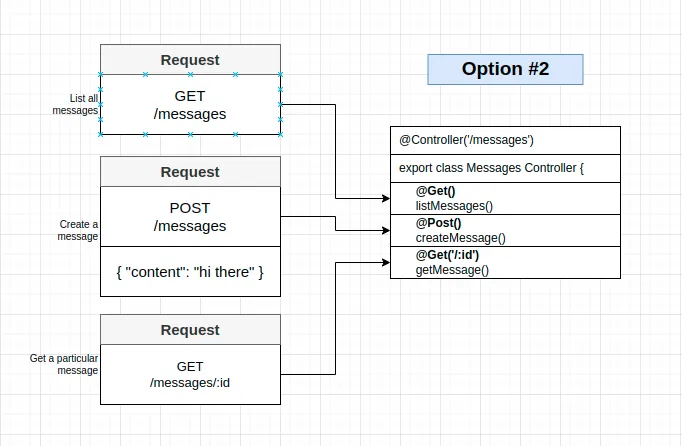 Option #2
Request
List all
messages
GET
/messages
Request
Create a
message
POST
/messages
{ "content": "hi there" }
Request
Get a particular
message
GET
/messages/:id
@Controller('/messages')
export class Messages Controller {
@Get()
listMessages()
@Post()
createMessage()
@Get('/:id')
getMessage()